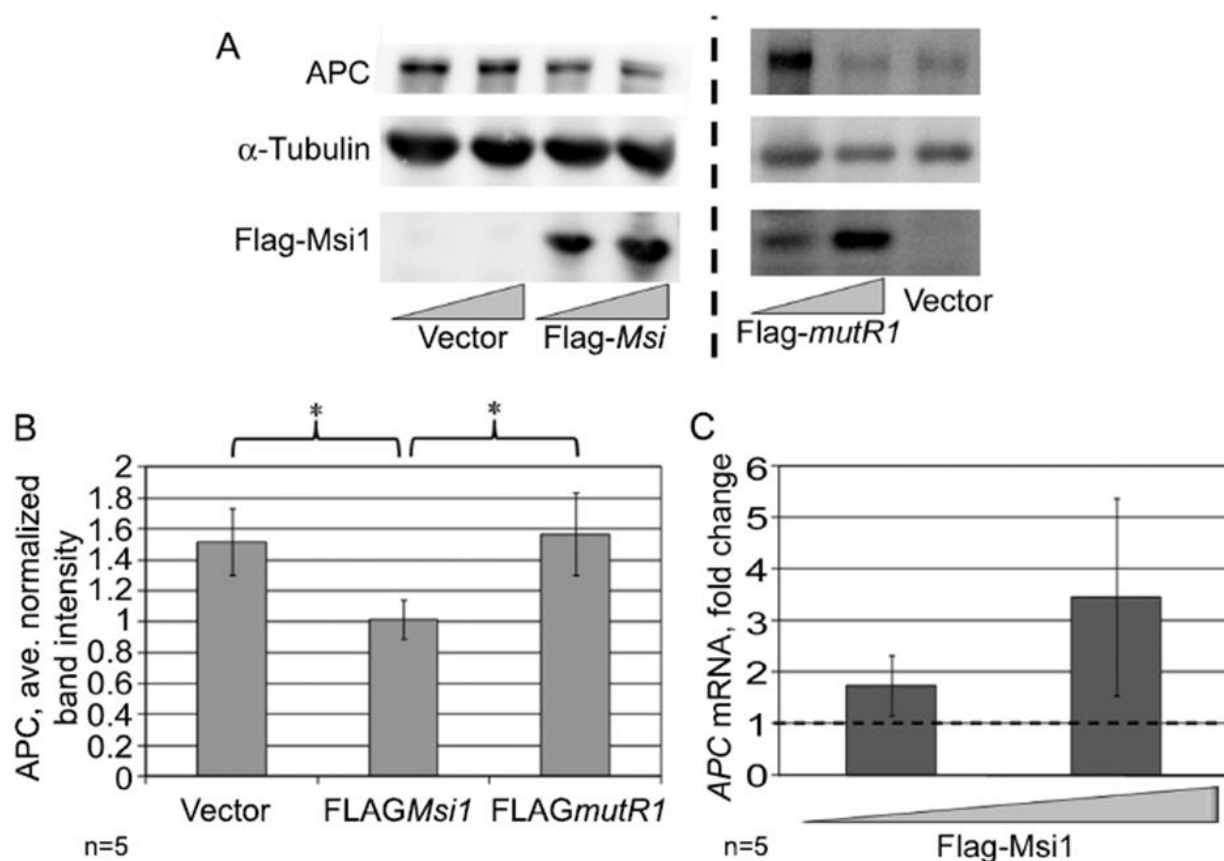 A
APC
α-Tubulin
Flag-Msi1
Vector
Flag-Msi
Flag-mutR1
Vector
B
*
*
APC, ave. normalized
band intensity
2
1.8
1.6
1.4
1.2
1
0.8
0.6
0.4
0.2
0
Vector
FLAGMsi1
FLAGmutR1
n=5
C
APC mRNA, fold change
6
5
4
3
2
1
0
Flag-Msi1
n=5